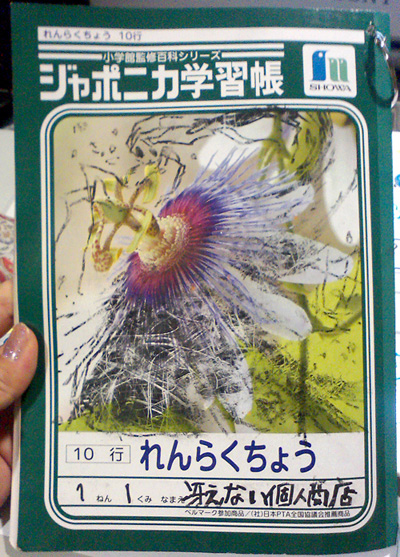 れんらくちょう 10行
小学館監修百科シリーズ
ジャポニカ学習帳
SHOWA
10 行 れんらくちょう
1 ねん 1 くみ なまえ 冴えない個人商店
ベルマーク参加商品/(社)日本PTA全国協議会推薦商品